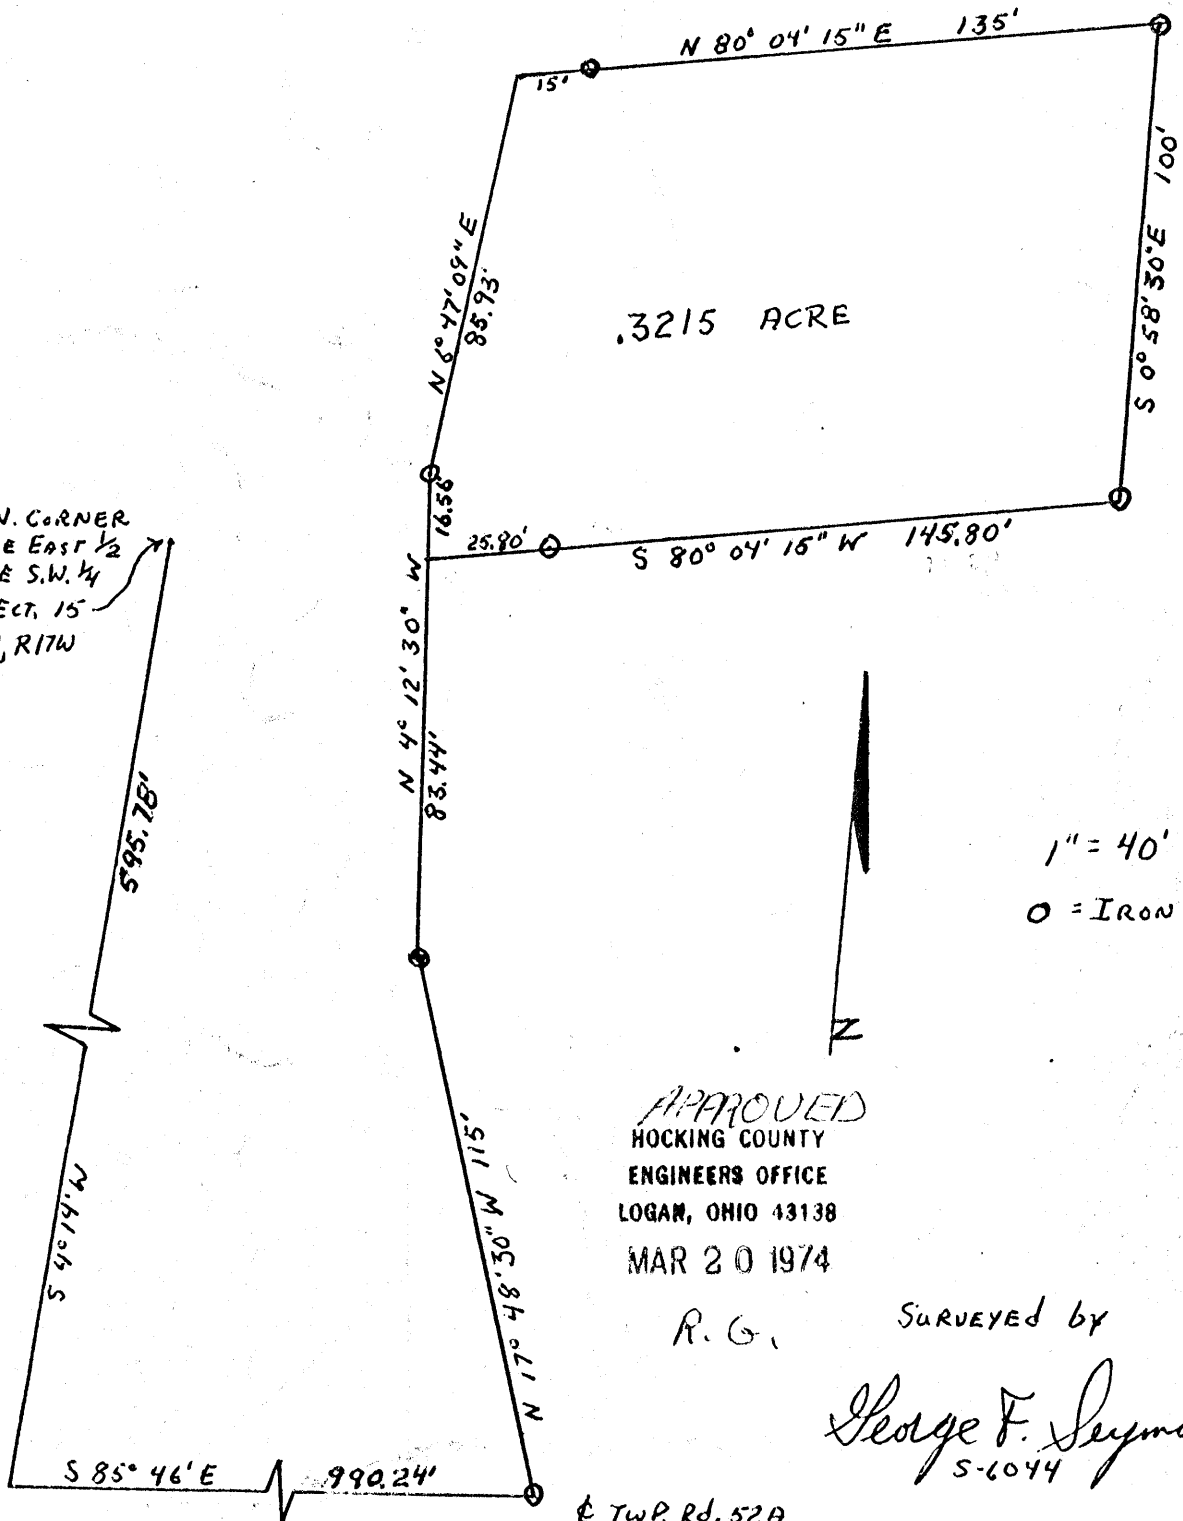 N 80° 04' 15" E 135'
15'
S 0° 58' 30" E 100'
N 6° 47' 09" E
85.93'
.3215 ACRE
16.56'
25.80'
S 80° 04' 15" W 145.80'
CORNER
EAST 1/2
S.W. 1/4
15
R17W
595.78'
S 4° 14' W
N 4° 12' 30" W
83.44'
1" = 40'
O = IRON
N
N 17° 48' 30" W 115'
APPROVED
HOCKING COUNTY
ENGINEERS OFFICE
LOGAN, OHIO 43138
MAR 20 1974
R. G.
SURVEYED by
George F.
S-6044
S 85° 46' E 990.24'
℄ TWP. Rd. 52A